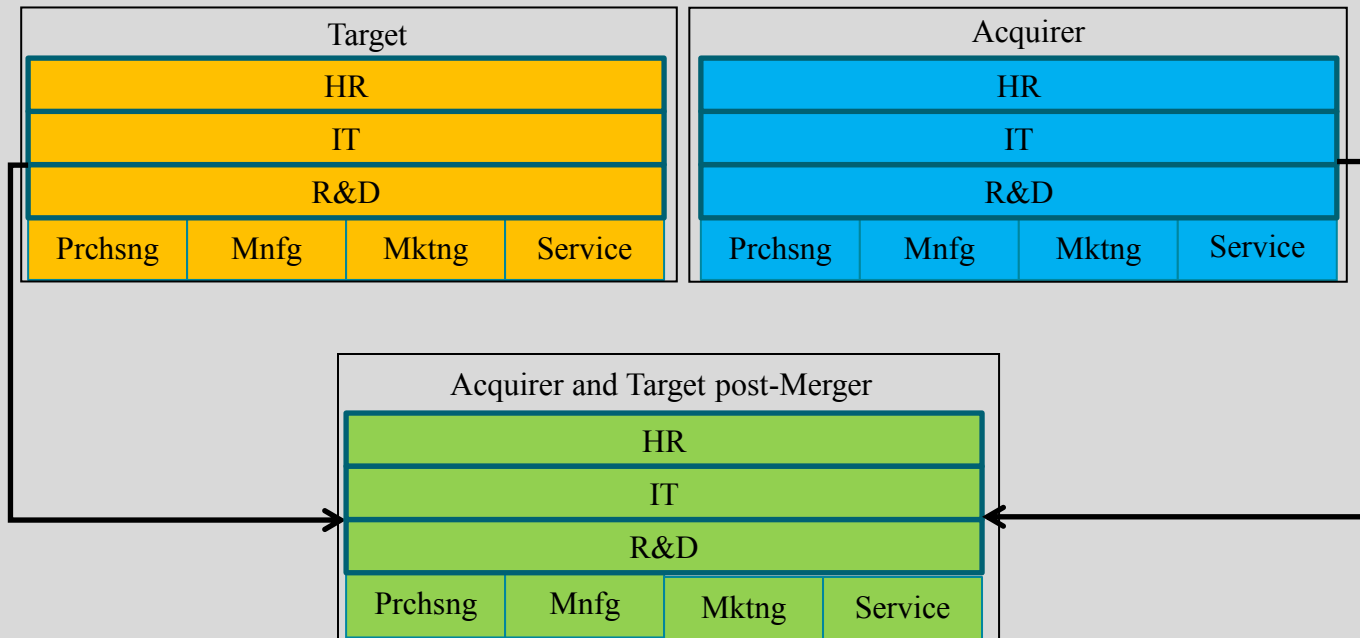 Target
HR
IT
R&D
Prchsng Mnfg Mktng Service
Acquirer
HR
IT
R&D
Prchsng Mnfg Mktng Service
Acquirer and Target post-Merger
HR
IT
R&D
Prchsng Mnfg Mktng Service